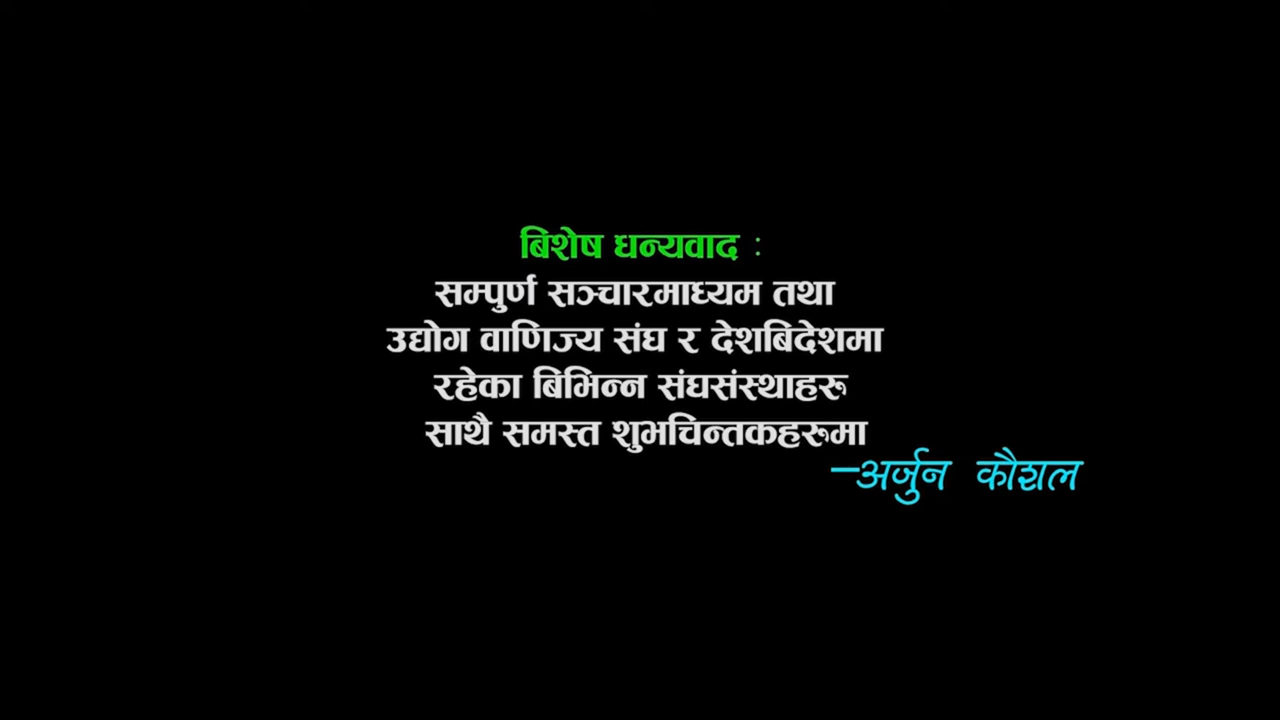 बिशेष धन्यवाद :
सम्पुर्ण सञ्चारमाध्यम तथा
उद्योग वाणिज्य संघ र देशबिदेशमा
रहेका बिभिन्न संघसंस्थाहरु
साथै समस्त शुभचिन्तकहरुमा
–अर्जुन कौशल